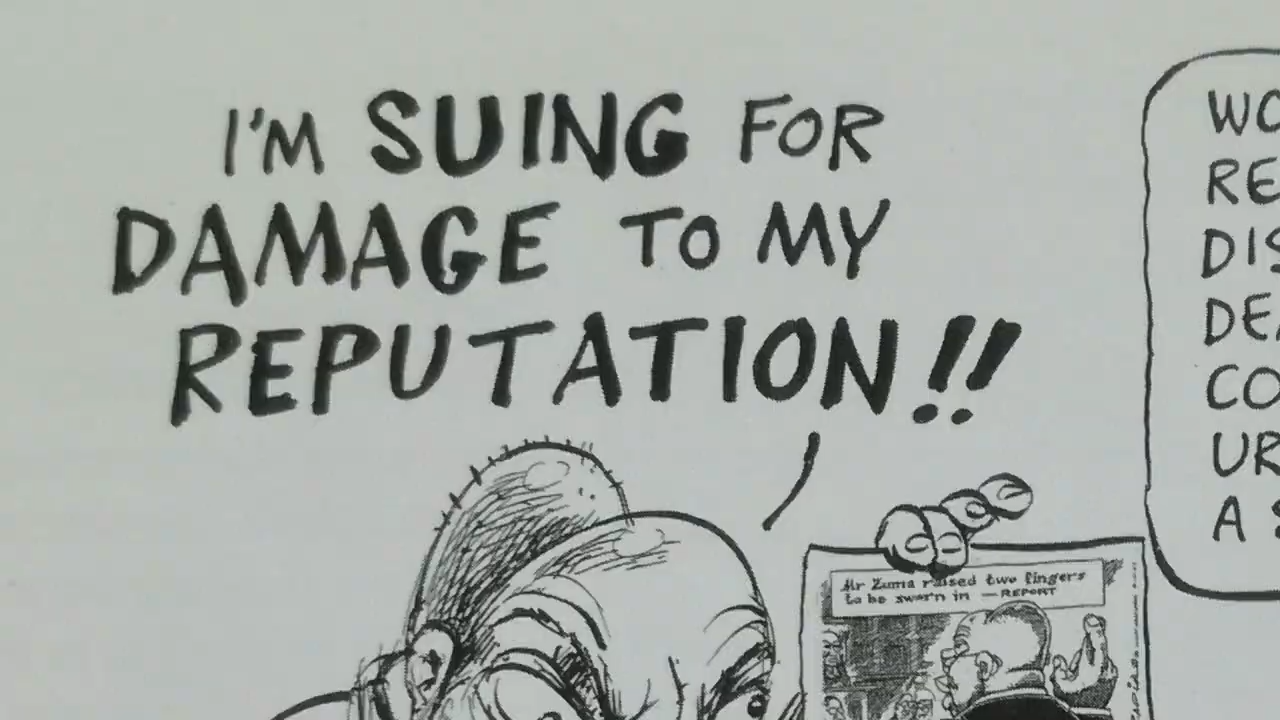 I'M SUING FOR
DAMAGE TO MY
REPUTATION!!
Mr Zuma raised two fingers
to be sworn in — REPORT
A